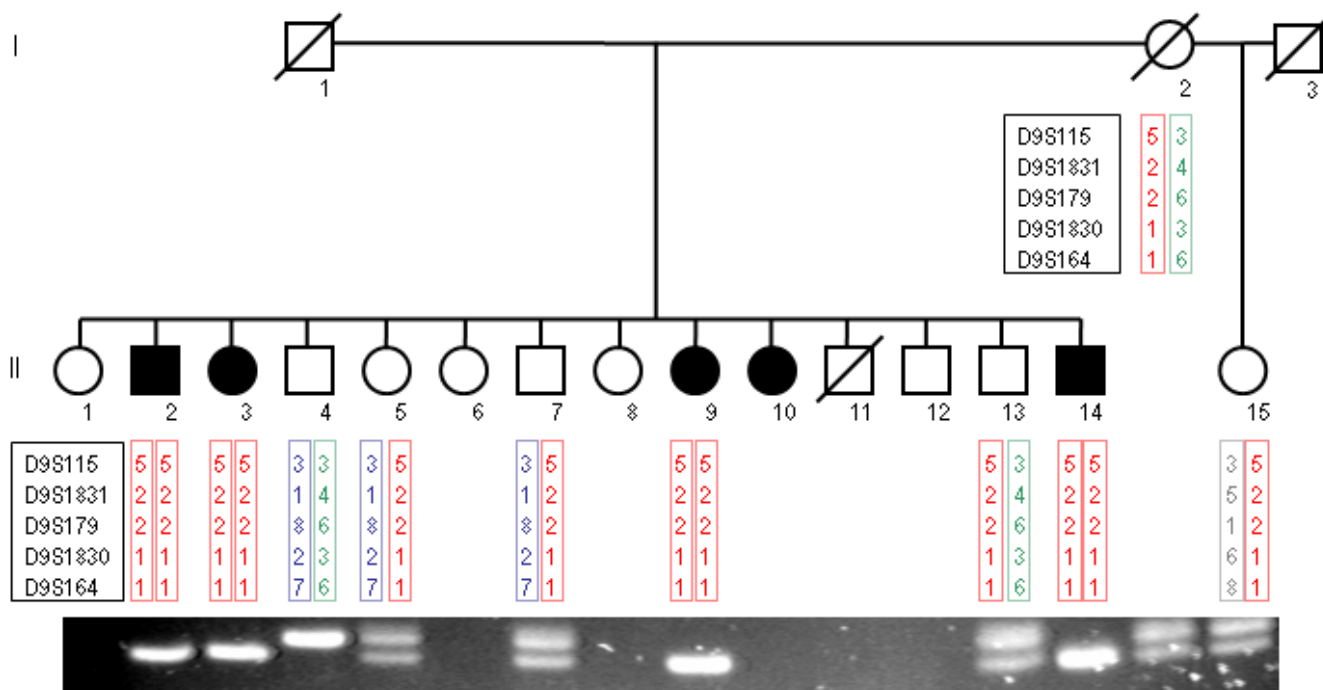 I
1
2
3
D9S115 5 3
D9S1831 2 4
D9S179 2 6
D9S1830 1 3
D9S164 1 6
II
1 2 3 4 5 6 7 8 9 10 11 12 13 14 15
D9S115 5 5 5 5 3 3 3 5 3 5 5 5 5 3 5 5 3 5
D9S1831 2 2 2 2 1 4 1 2 1 2 2 2 2 4 2 2 5 2
D9S179 2 2 2 2 8 6 8 2 8 2 2 2 2 6 2 2 1 2
D9S1830 1 1 1 1 2 3 2 1 2 1 1 1 1 3 1 1 6 1
D9S164 1 1 1 1 7 6 7 1 7 1 1 1 1 6 1 1 8 1